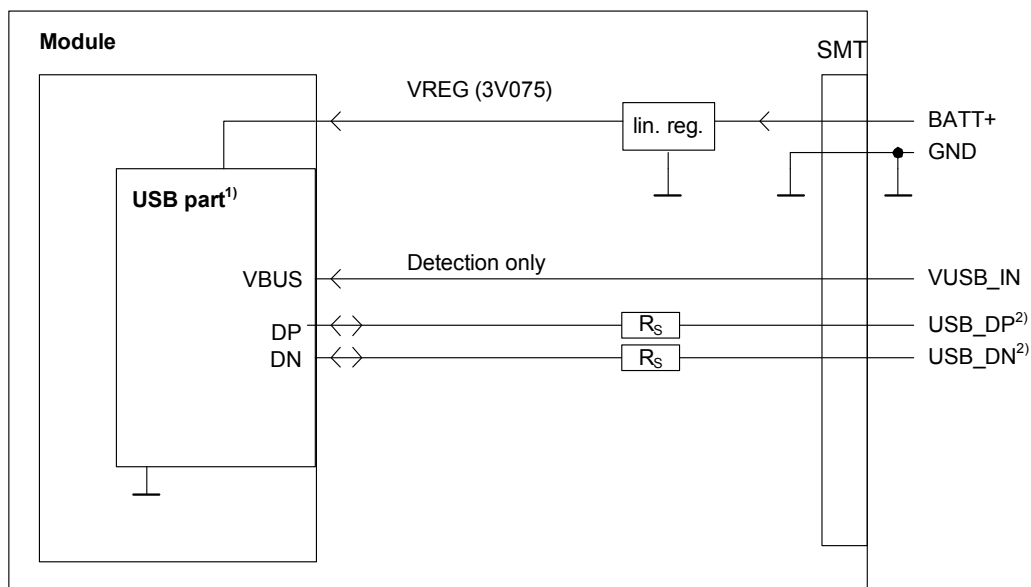 Module
SMT
VREG (3V075)
lin. reg.
BATT+
GND
USB part1)
Detection only
VBUS
VUSB_IN
DP
RS
USB_DP2)
DN
RS
USB_DN2)